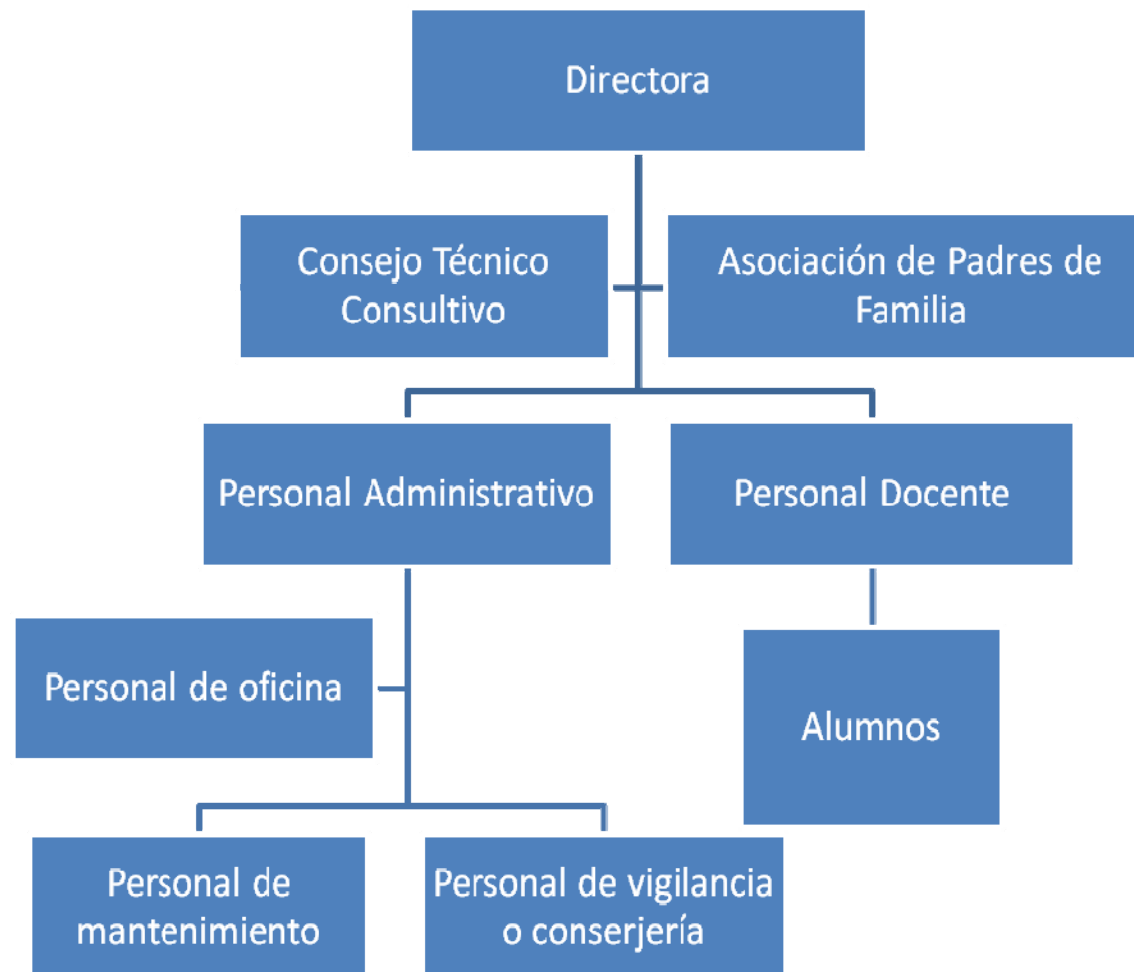 Directora
Consejo Técnico
Consultivo
Asociación de Padres de
Familia
Personal Administrativo
Personal Docente
Personal de oficina
Alumnos
Personal de
mantenimiento
Personal de vigilancia
o conserjería